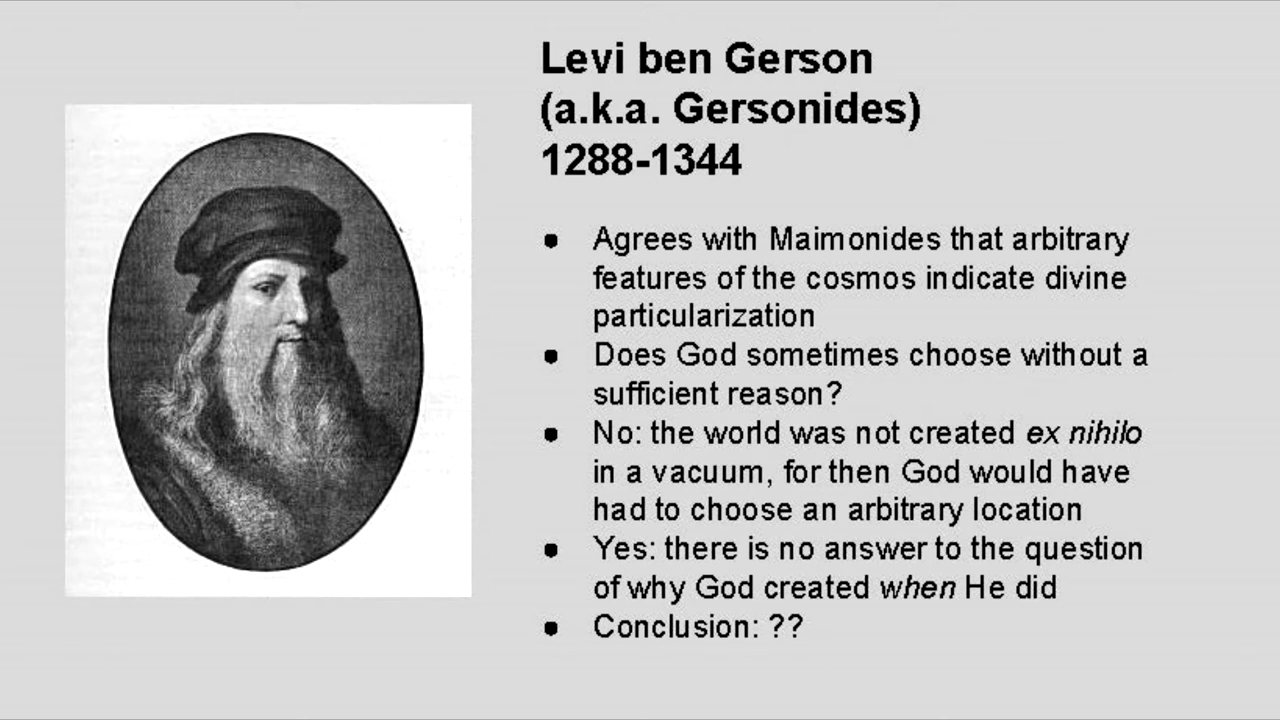 Levi ben Gerson
(a.k.a. Gersonides)
1288-1344
● Agrees with Maimonides that arbitrary
features of the cosmos indicate divine
particularization
● Does God sometimes choose without a
sufficient reason?
● No: the world was not created ex nihilo
in a vacuum, for then God would have
had to choose an arbitrary location
● Yes: there is no answer to the question
of why God created when He did
● Conclusion: ??